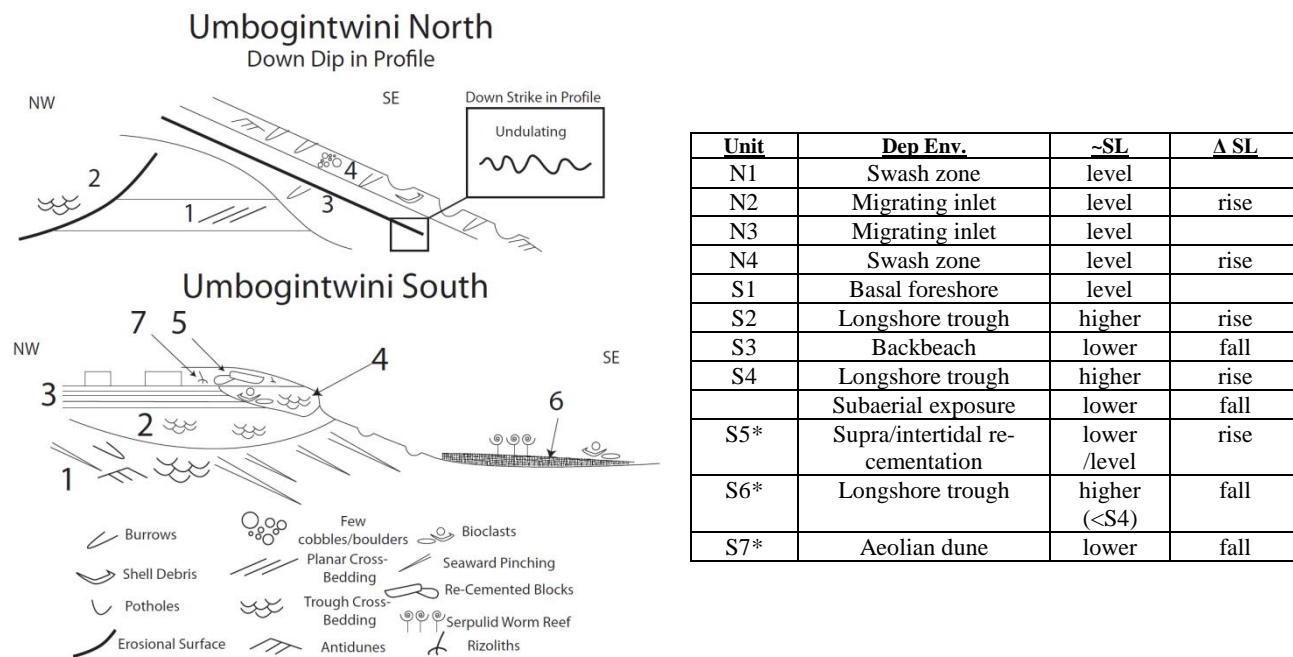 Umbogintwini North
Down Dip in Profile
NW
SE
Down Strike in Profile
Undulating
2
1
4
3
Umbogintwini South
7 5
NW
SE
4
3
2
6
1
Burrows
Few
cobbles/boulders
Bioclasts
Shell Debris
Planar Cross-
Bedding
Seaward Pinching
Potholes
Trough Cross-
Bedding
Re-Cemented Blocks
Serpulid Worm Reef
Erosional Surface
Antidunes
Rizoliths
Unit Dep Env. ~SL Δ SL
N1 Swash zone level
N2 Migrating inlet level rise
N3 Migrating inlet level
N4 Swash zone level rise
S1 Basal foreshore level
S2 Longshore trough higher rise
S3 Backbeach lower fall
S4 Longshore trough higher rise
Subaerial exposure lower fall
S5* Supra/intertidal re- lower rise
cementation /level
S6* Longshore trough higher fall
(<S4)
S7* Aeolian dune lower fall